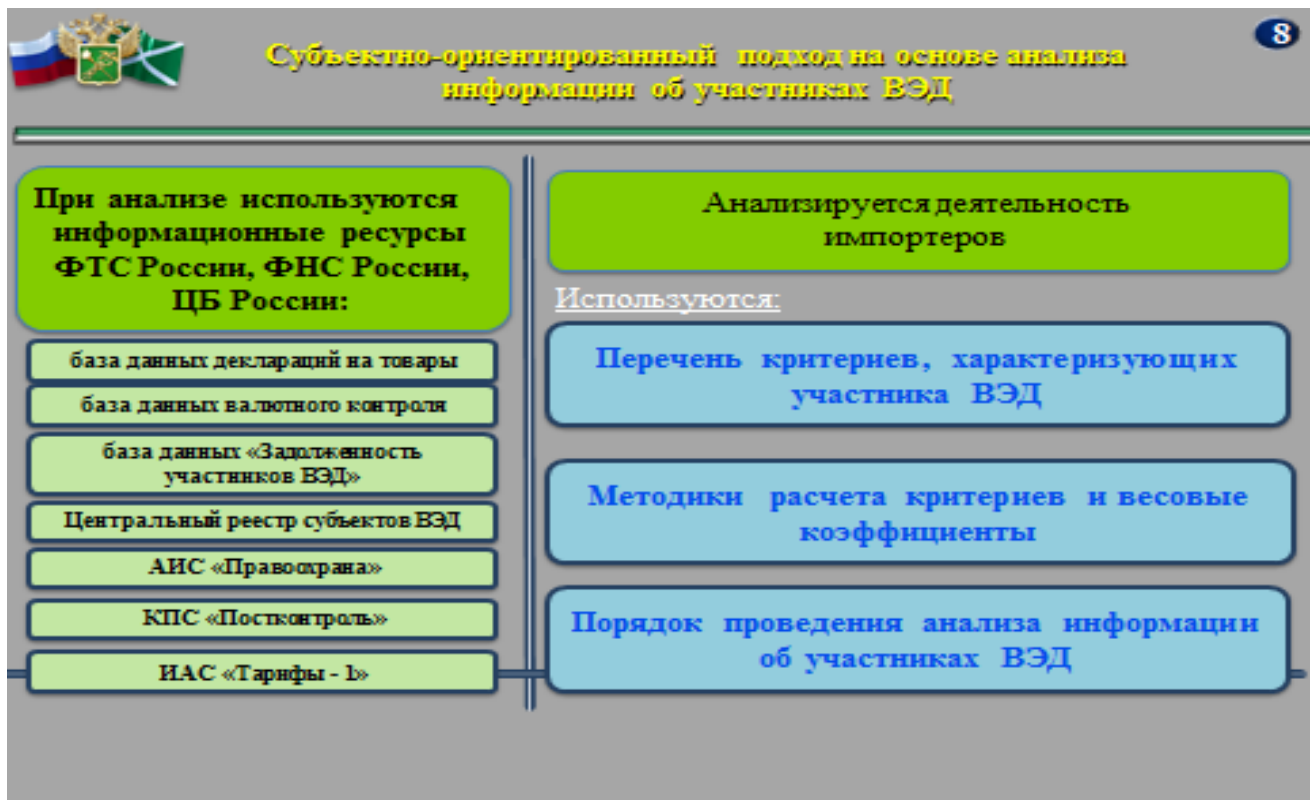 8
Субъектно-ориентированный подход на основе анализа
информации об участниках ВЭД
При анализе используются
информационные ресурсы
ФТС России, ФНС России,
ЦБ России:
база данных деклараций на товары
база данных валютного контроля
база данных «Задолженность
участников ВЭД»
Центральный реестр субъектов ВЭД
АИС «Правоохрана»
КПС «Постконтроль»
ИАС «Тарифы - 1»
Анализируется деятельность
импортеров
Используются:
Перечень критериев, характеризующих
участника ВЭД
Методики расчета критериев и весовые
коэффициенты
Порядок проведения анализа информации
об участниках ВЭД